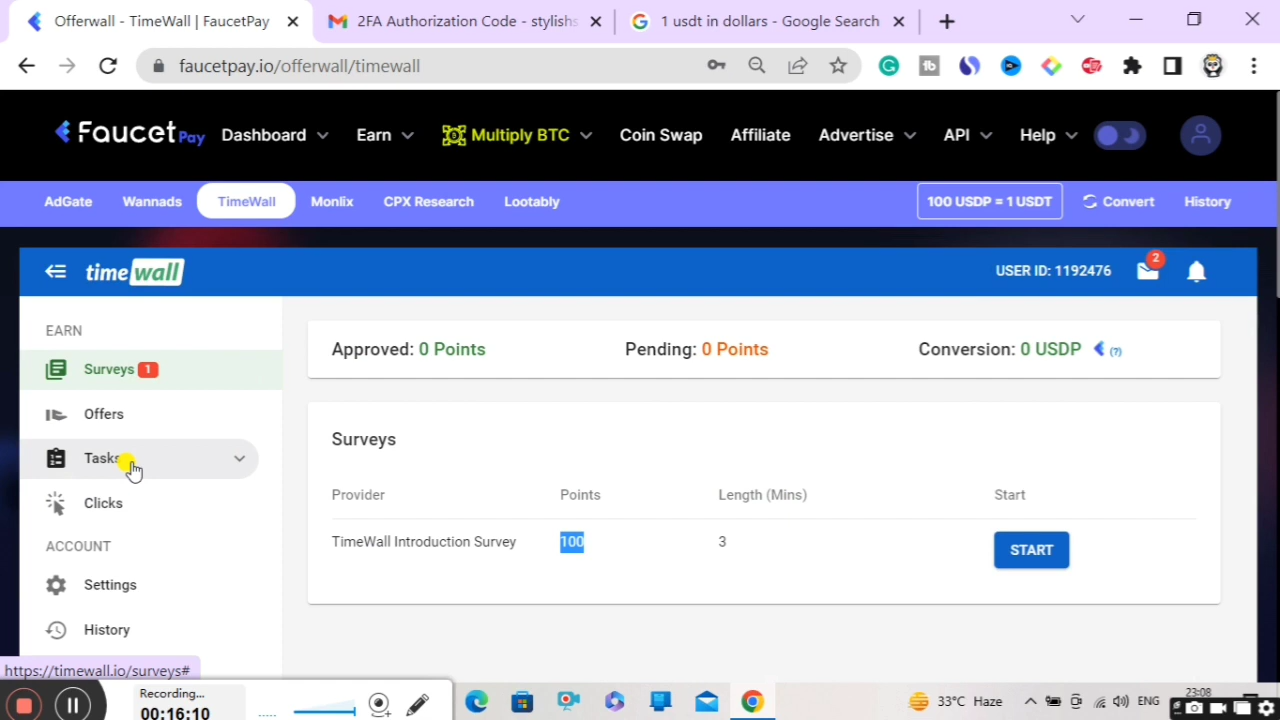 Offerwall - TimeWall | FaucetPay
2FA Authorization Code - stylishs
1 usdt in dollars - Google Search
faucetpay.io/offerwall/timewall
FaucetPay Dashboard Earn Multiply BTC Coin Swap Affiliate Advertise API Help
AdGate Wannads TimeWall Monlix CPX Research Lootably 100 USDP = 1 USDT Convert History
timewall USER ID: 1192476 2
EARN
Surveys 1
Offers
Tasks
Clicks
ACCOUNT
Settings
History
Approved: 0 Points Pending: 0 Points Conversion: 0 USDP (?)
Surveys
Provider Points Length (Mins) Start
TimeWall Introduction Survey 100 3 START
https://timewall.io/surveys#
Recording...
00:16:10
33°C Haze ENG 23:08